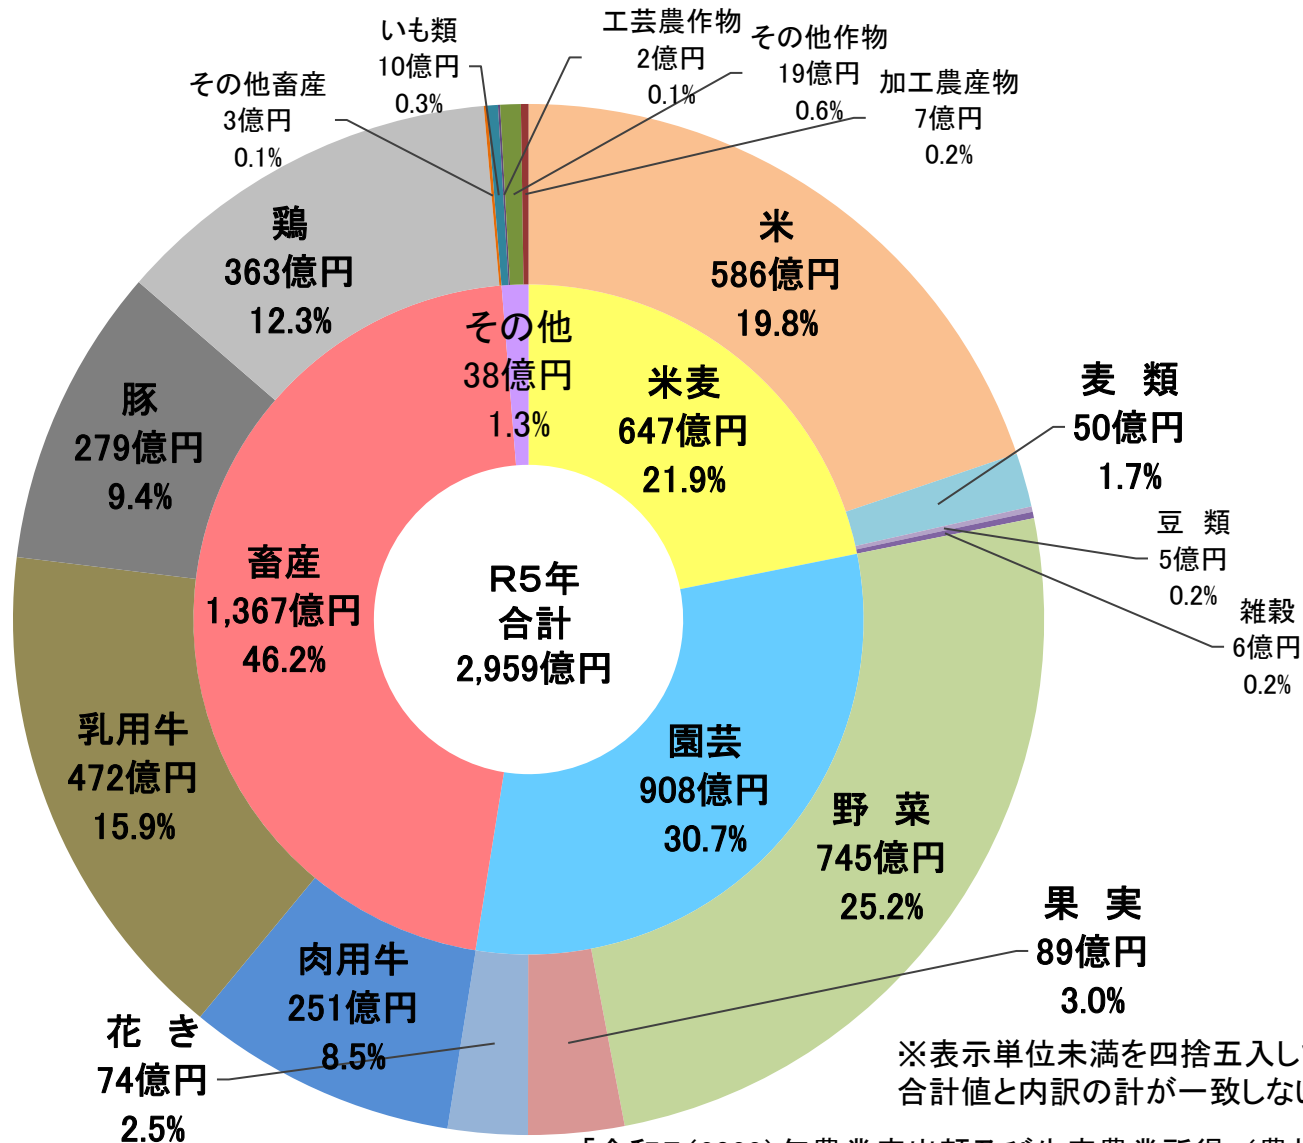 いも類
10億円
0.3%
工芸農作物
2億円
0.1%
その他作物
19億円
0.6%
加工農産物
7億円
0.2%
その他畜産
3億円
0.1%
鶏
363億円
12.3%
米
586億円
19.8%
その他
38億円
1.3%
米麦
647億円
21.9%
麦 類
50億円
1.7%
豆 類
5億円
0.2%
雑穀
6億円
0.2%
豚
279億円
9.4%
畜産
1,367億円
46.2%
R5年
合計
2,959億円
乳用牛
472億円
15.9%
園芸
908億円
30.7%
野 菜
745億円
25.2%
果 実
89億円
3.0%
肉用牛
251億円
8.5%
花 き
74億円
2.5%
※表示単位未満を四捨五入し
合計値と内訳の計が一致しない